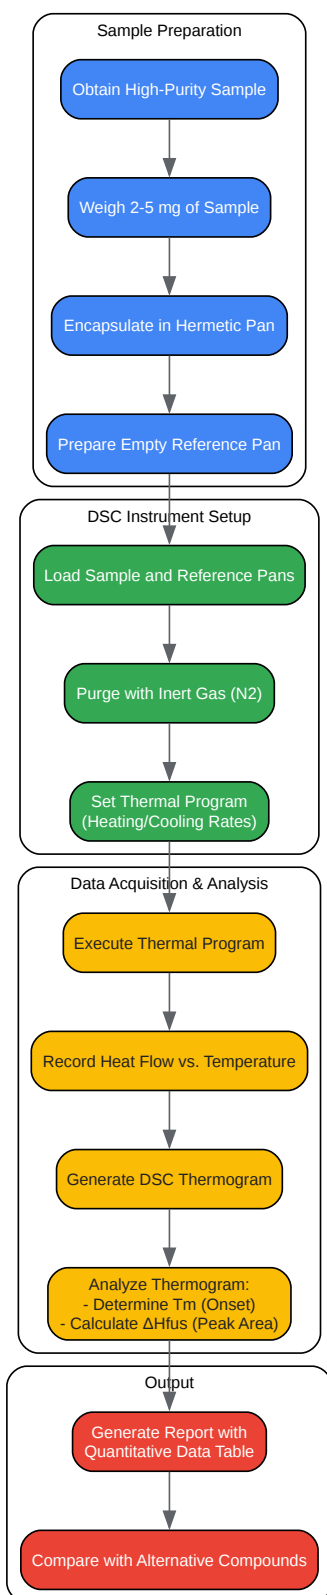 Sample Preparation
Obtain High-Purity Sample
Weigh 2-5 mg of Sample
Encapsulate in Hermetic Pan
Prepare Empty Reference Pan
DSC Instrument Setup
Load Sample and Reference Pans
Purge with Inert Gas (N2)
Set Thermal Program
(Heating/Cooling Rates)
Data Acquisition & Analysis
Execute Thermal Program
Record Heat Flow vs. Temperature
Generate DSC Thermogram
Analyze Thermogram:
- Determine Tm (Onset)
- Calculate ΔHfus (Peak Area)
Output
Generate Report with
Quantitative Data Table
Compare with Alternative Compounds